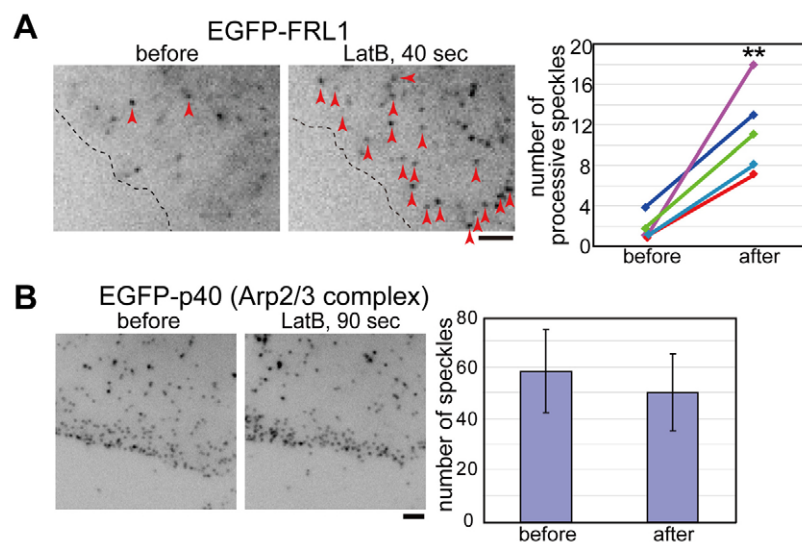 A
EGFP-FRL1
before
LatB, 40 sec
number of
processive speckles
20
16
12
8
4
0
**
before
after
B
EGFP-p40 (Arp2/3 complex)
before
LatB, 90 sec
number of speckles
80
60
40
20
0
before
after